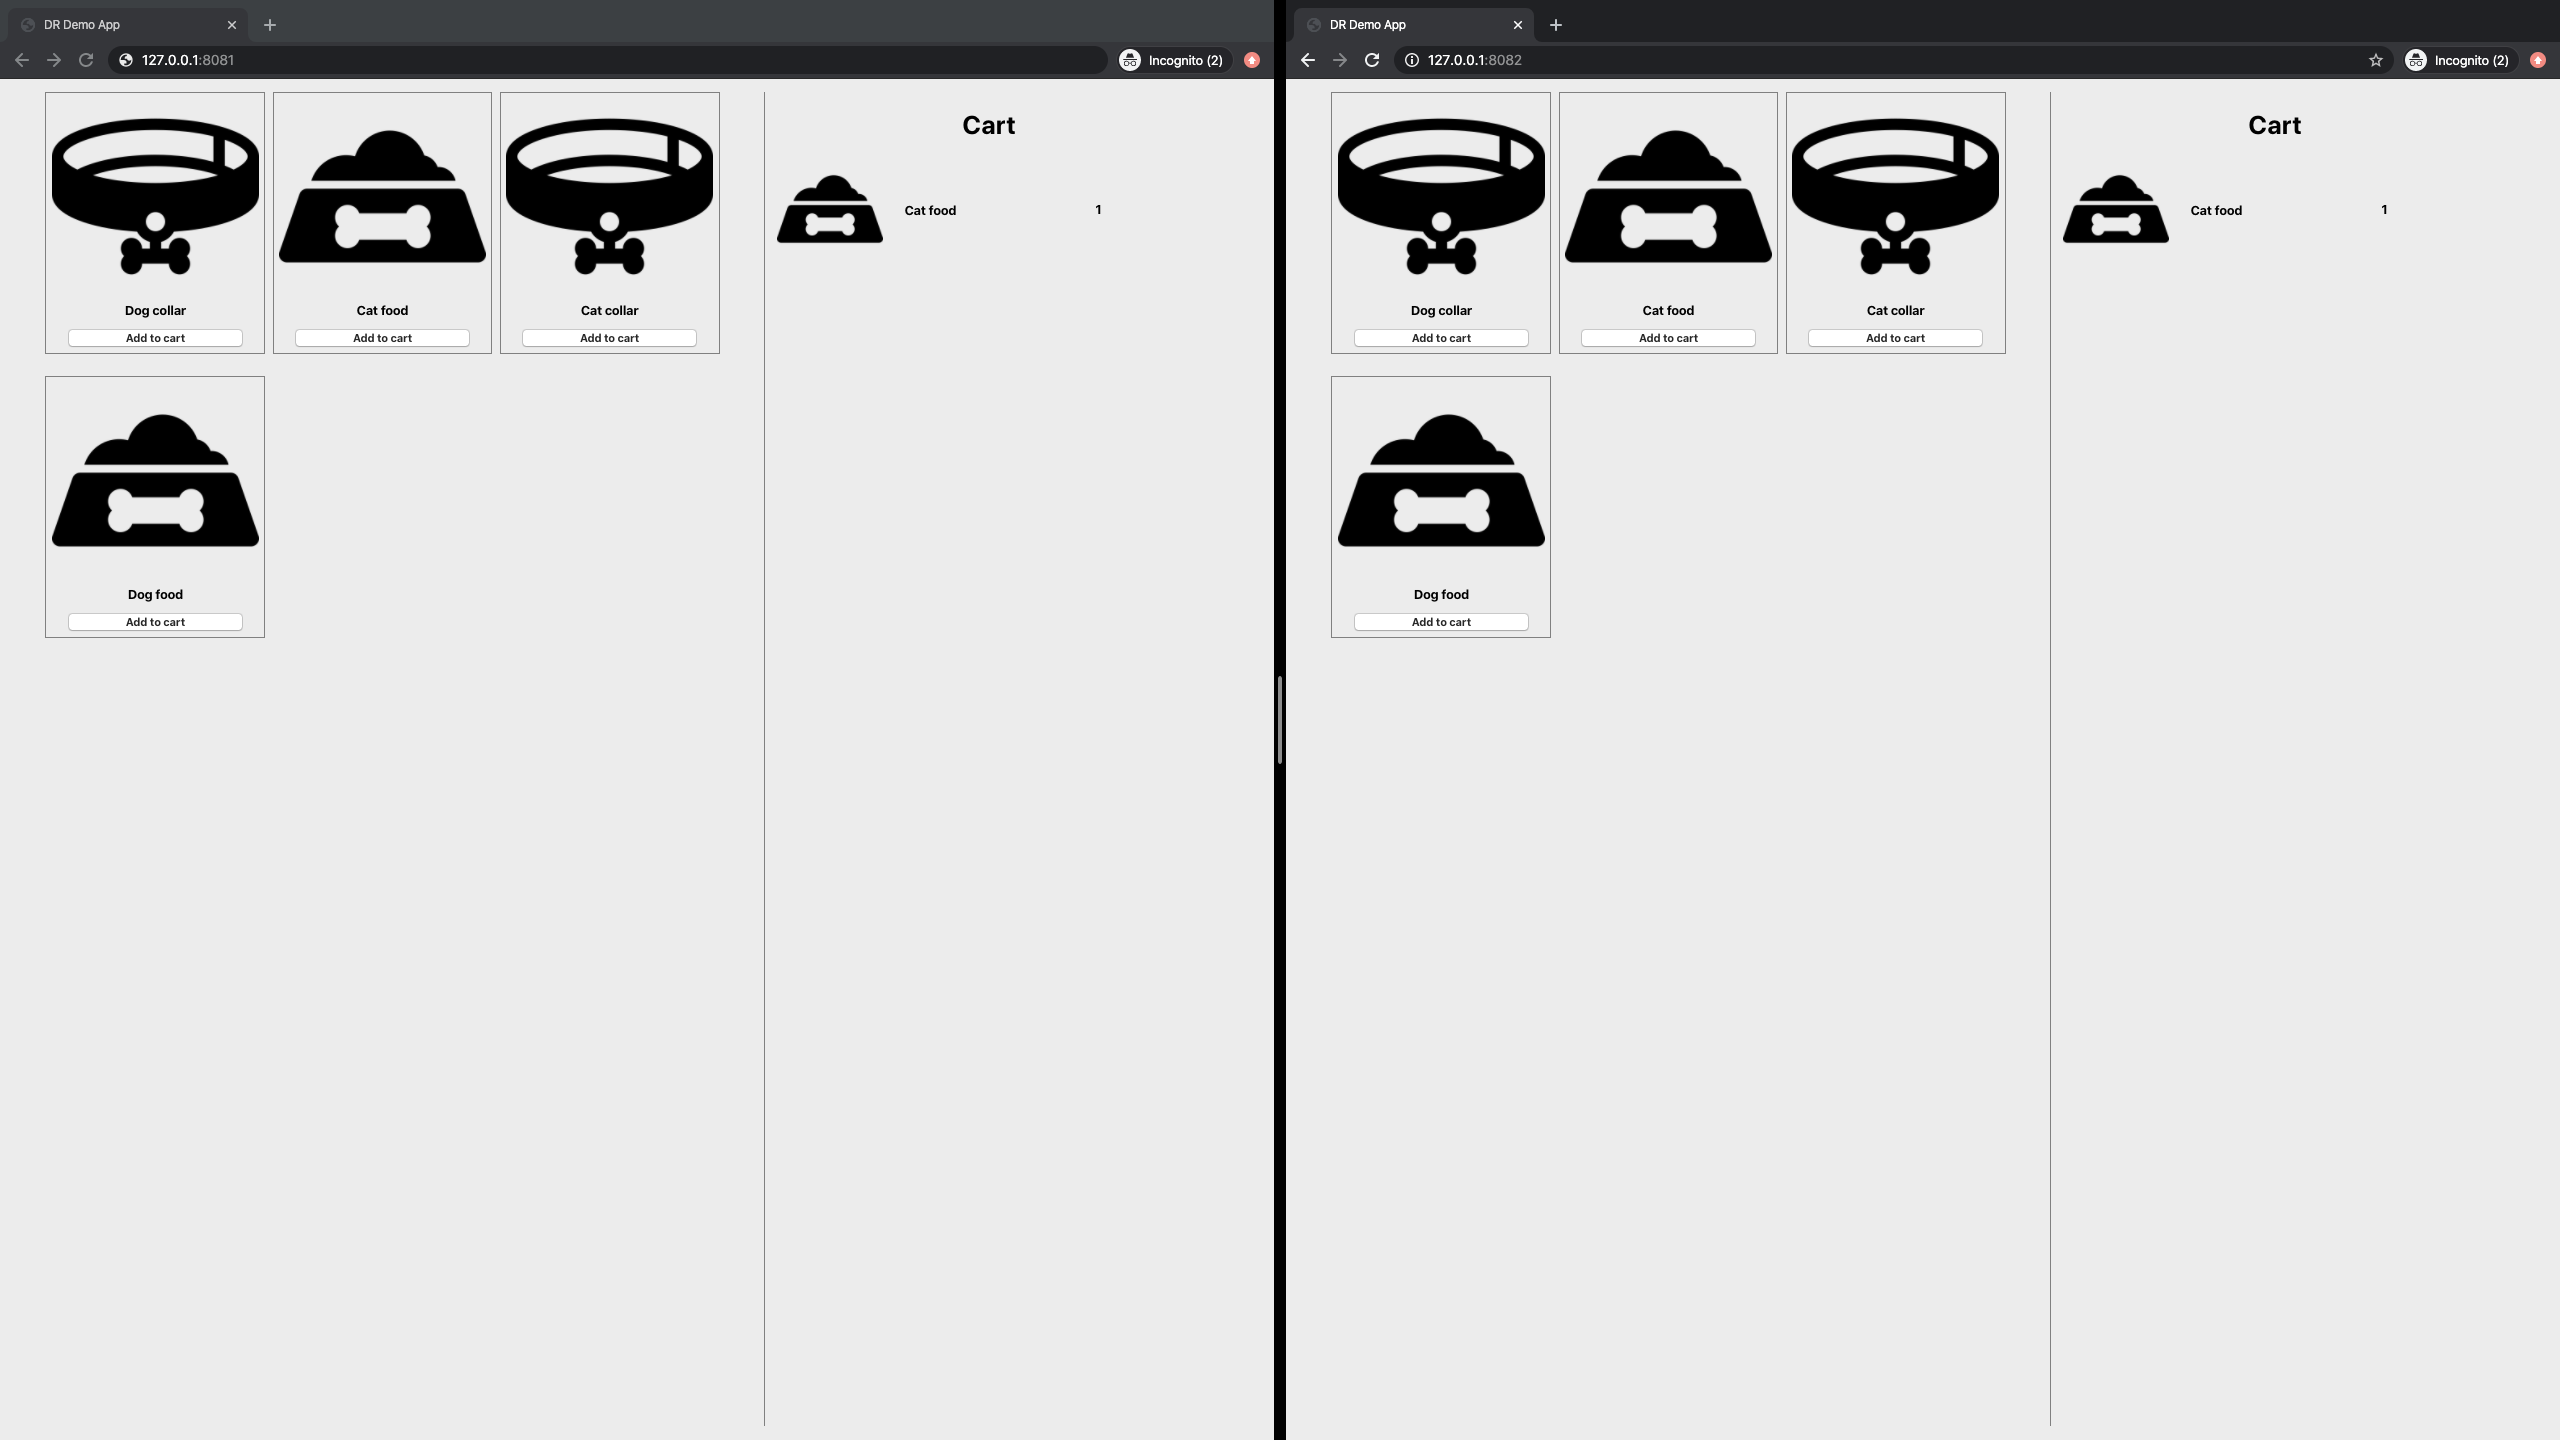 DR Demo App
127.0.0.1:8081
Incognito (2)
Cart
Cat food 1
Dog collar Cat food Cat collar
Add to cart Add to cart Add to cart
Dog food
Add to cart
DR Demo App
127.0.0.1:8082
Incognito (2)
Cart
Cat food 1
Dog collar Cat food Cat collar
Add to cart Add to cart Add to cart
Dog food
Add to cart